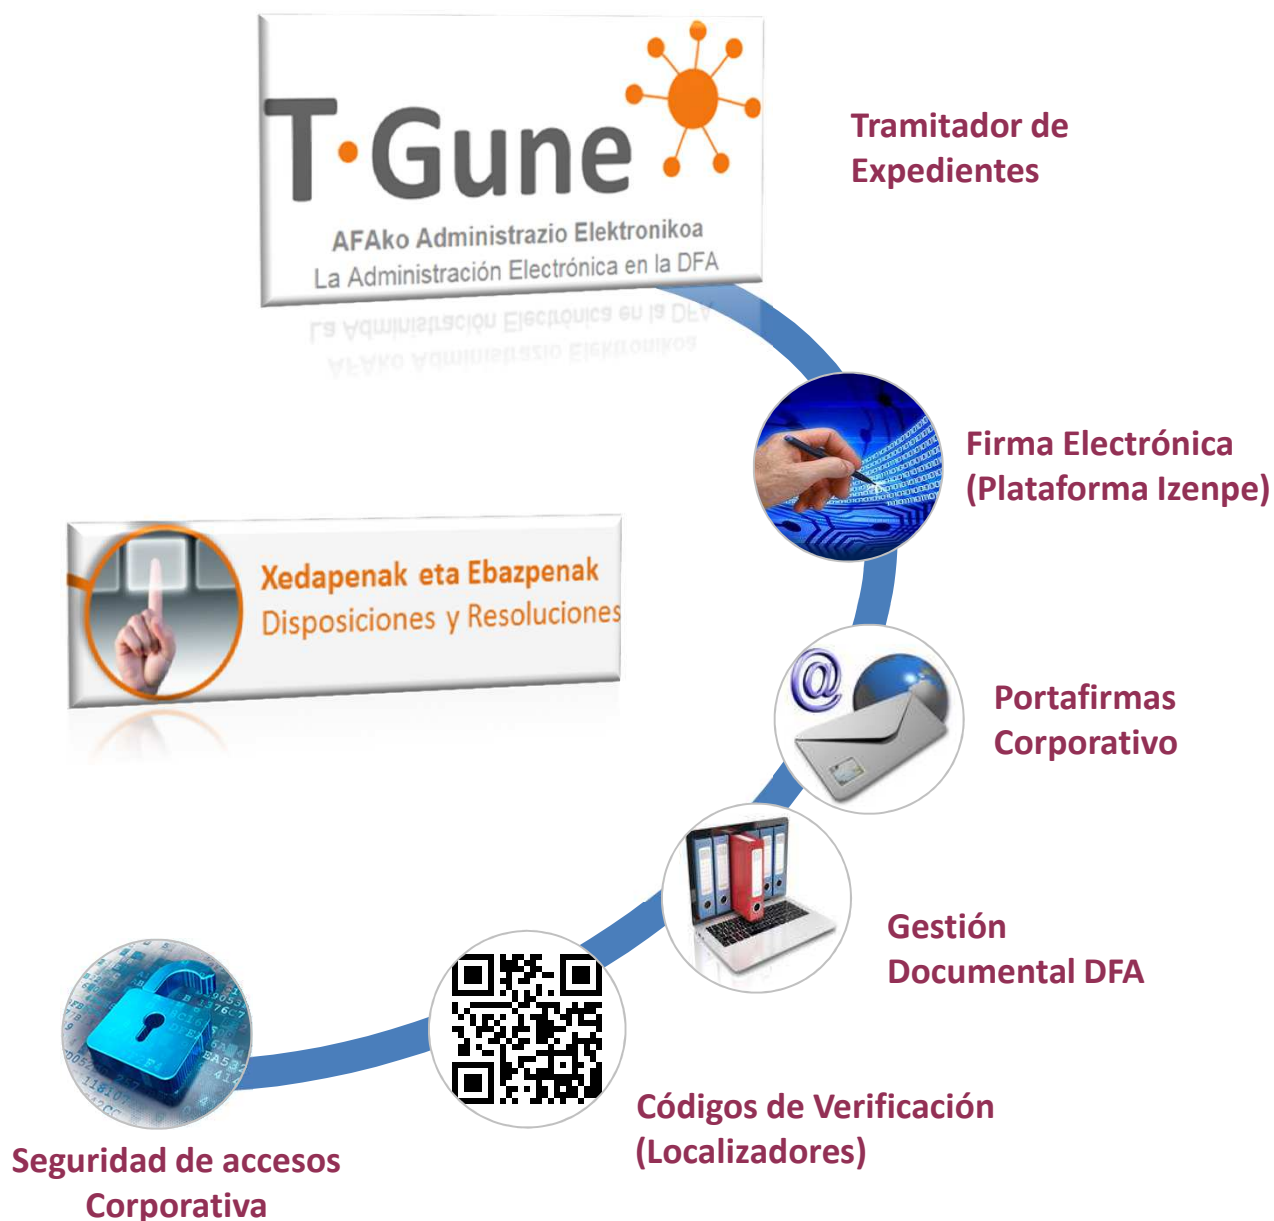 T·Gune
AFAko Administrazio Elektronikoa
La Administración Electrónica en la DFA
Tramitador de
Expedientes
Firma Electrónica
(Plataforma Izenpe)
Xedapenak eta Ebazpenak
Disposiciones y Resoluciones
Portafirmas
Corporativo
Gestión
Documental DFA
Códigos de Verificación
(Localizadores)
Seguridad de accesos
Corporativa